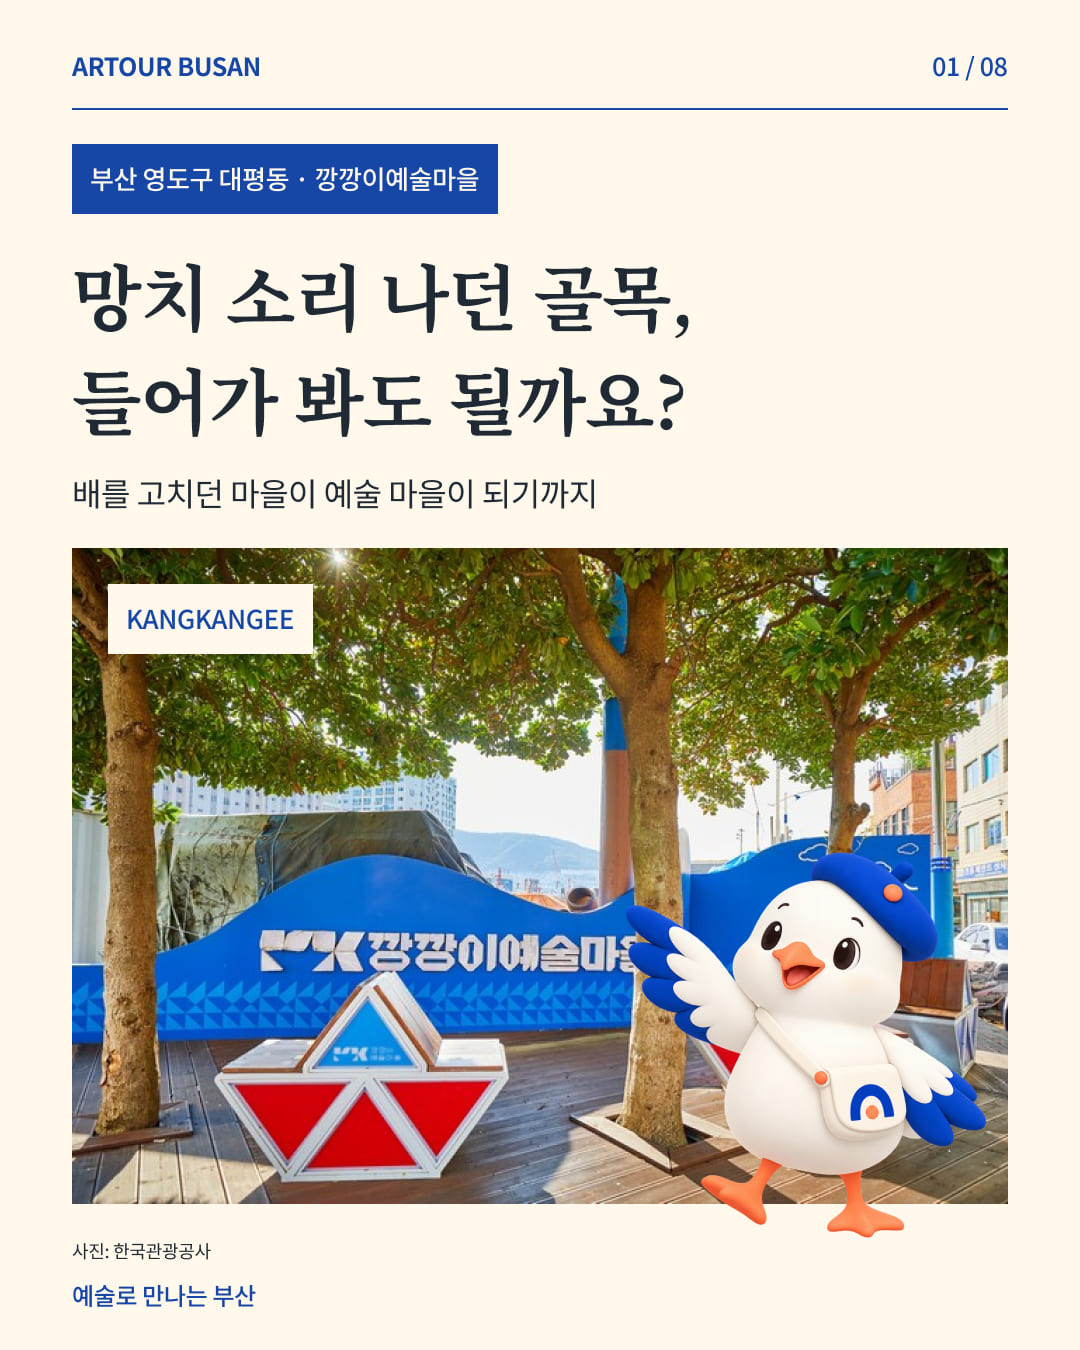 ARTOUR BUSAN
01 / 08
부산 영도구 대평동 · 깡깡이예술마을
망치 소리 나던 골목,
들어가 봐도 될까요?
배를 고치던 마을이 예술 마을이 되기까지
KANGKANGEE
깡깡이예술마을
사진: 한국관광공사
예술로 만나는 부산